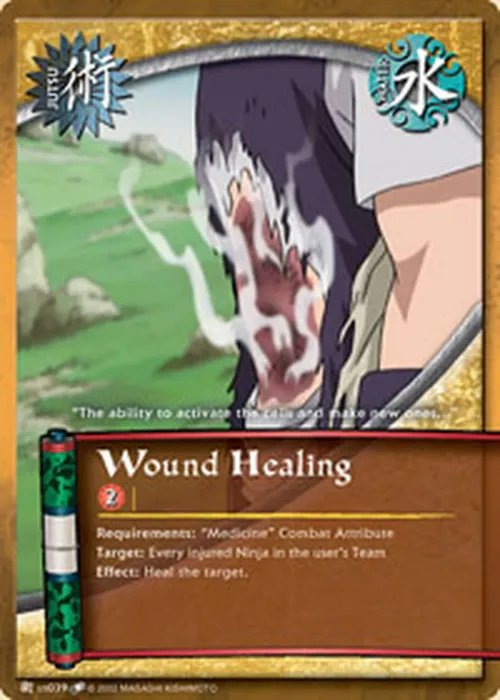 JUTSU 術
WATER 水
"The ability to activate the cells and make new ones..."
Wound Healing
2
Requirements: "Medicine" Combat Attribute
Target: Every injured Ninja in the user's Team
Effect: Heal the target.
039 © 2002 MASASHI KISHIMOTO